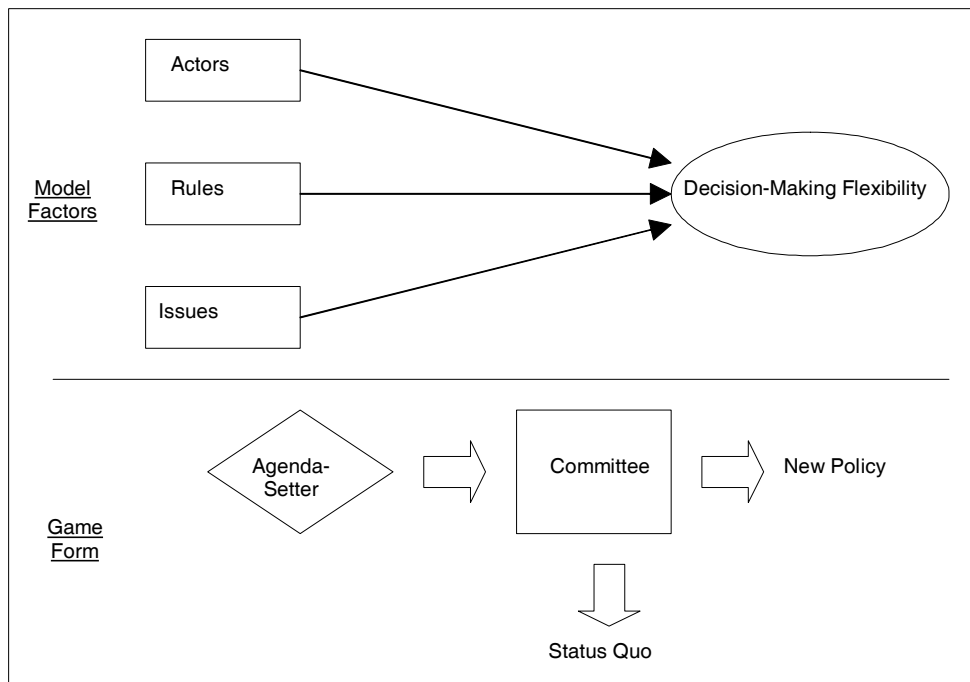 Actors
Model
Factors
Rules
Decision-Making Flexibility
Issues
Game
Form
Agenda-
Setter
Committee
New Policy
Status Quo